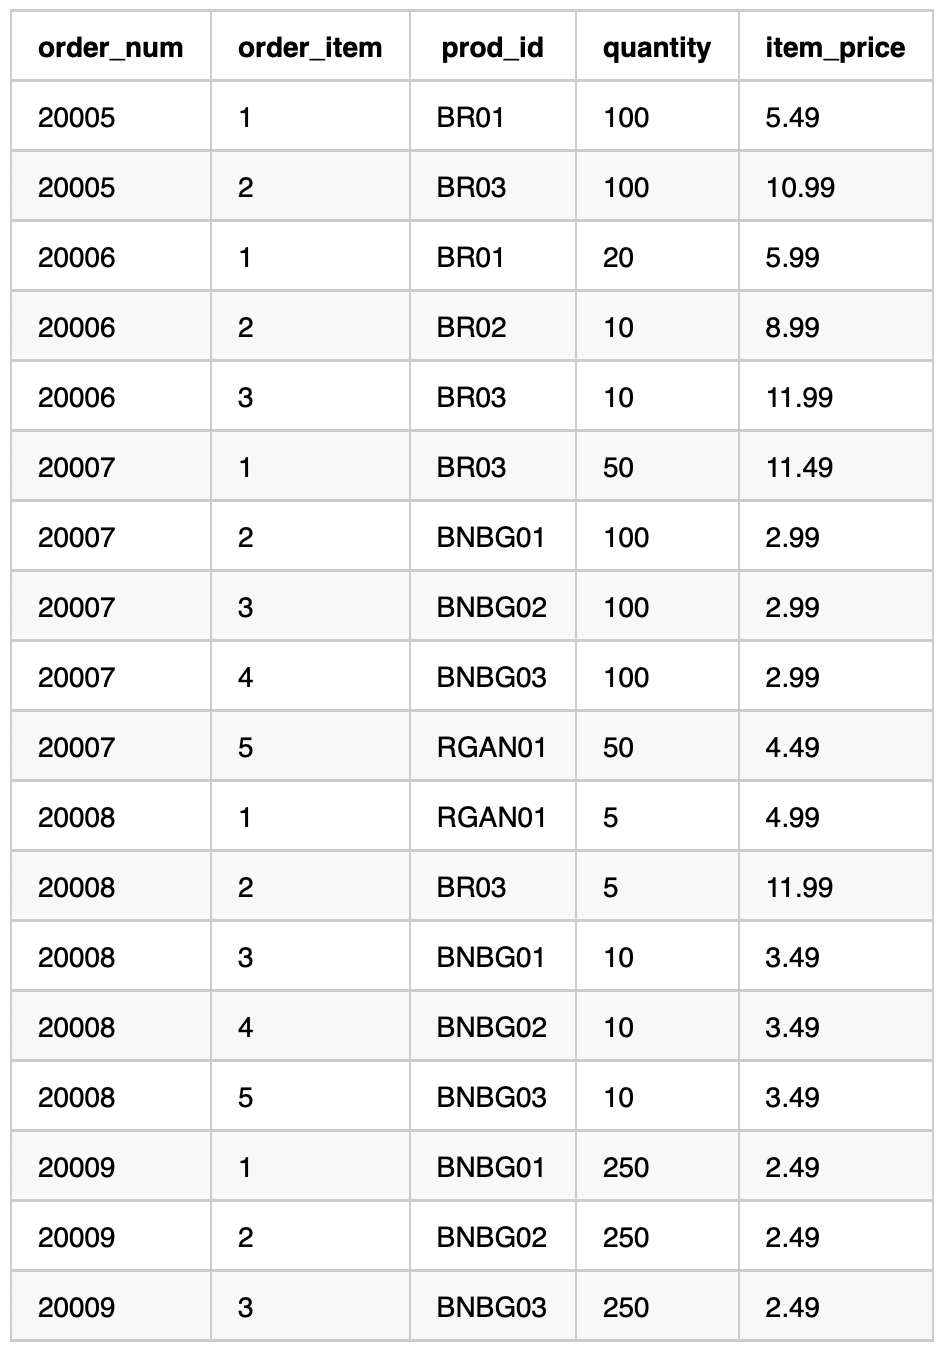 order_num order_item prod_id quantity item_price
20005 1 BR01 100 5.49
20005 2 BR03 100 10.99
20006 1 BR01 20 5.99
20006 2 BR02 10 8.99
20006 3 BR03 10 11.99
20007 1 BR03 50 11.49
20007 2 BNBG01 100 2.99
20007 3 BNBG02 100 2.99
20007 4 BNBG03 100 2.99
20007 5 RGAN01 50 4.49
20008 1 RGAN01 5 4.99
20008 2 BR03 5 11.99
20008 3 BNBG01 10 3.49
20008 4 BNBG02 10 3.49
20008 5 BNBG03 10 3.49
20009 1 BNBG01 250 2.49
20009 2 BNBG02 250 2.49
20009 3 BNBG03 250 2.49